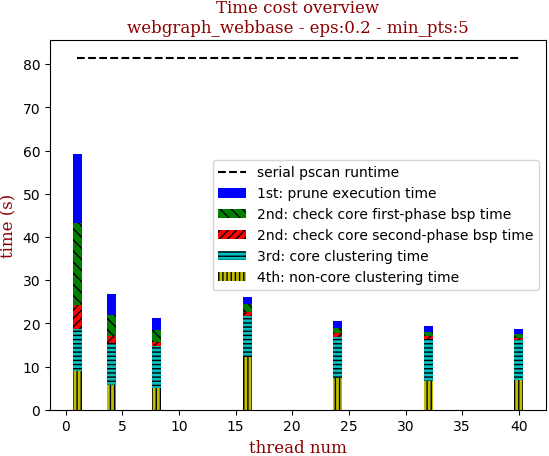 Time cost overview
webgraph_webbase - eps:0.2 - min_pts:5
time (s)
80
70
60
50
40
30
20
10
0
serial pscan runtime
1st: prune execution time
2nd: check core first-phase bsp time
2nd: check core second-phase bsp time
3rd: core clustering time
4th: non-core clustering time
0 5 10 15 20 25 30 35 40
thread num